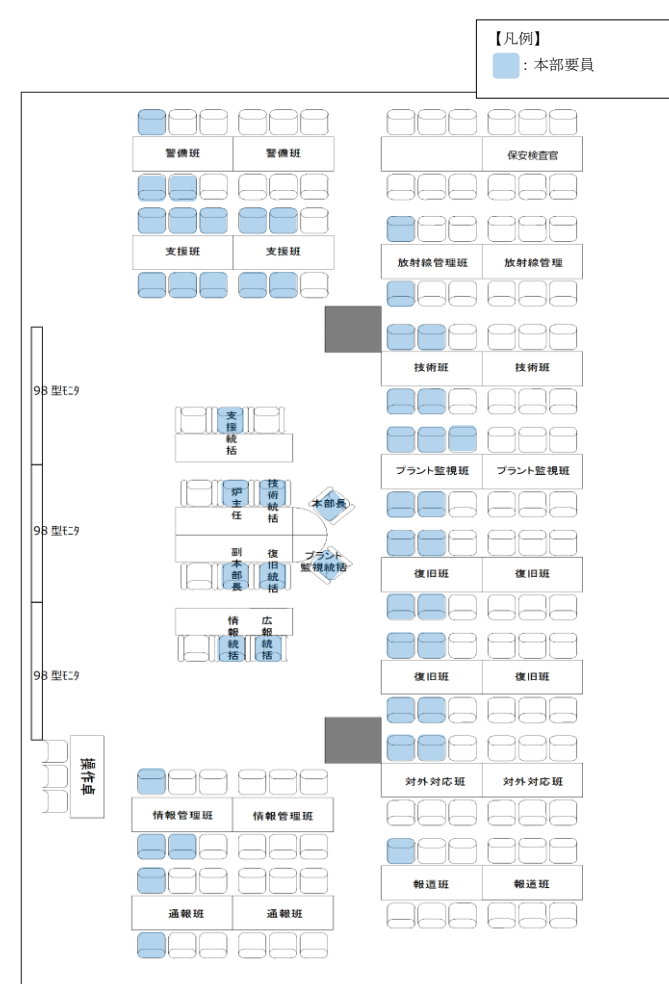 【凡例】
：本部要員
警備班
警備班
保安検査官
支援班
支援班
放射線管理班
放射線管理
技術班
技術班
98 型ﾓﾆﾀ
支援統括
プラント監視班
プラント監視班
炉主任
技術統括
本部長
98 型ﾓﾆﾀ
副本部長
復旧統括
プラント
監視統括
復旧班
復旧班
情報統括
広報統括
98 型ﾓﾆﾀ
復旧班
復旧班
操作卓
対外対応班
対外対応班
情報管理班
情報管理班
報道班
報道班
通報班
通報班